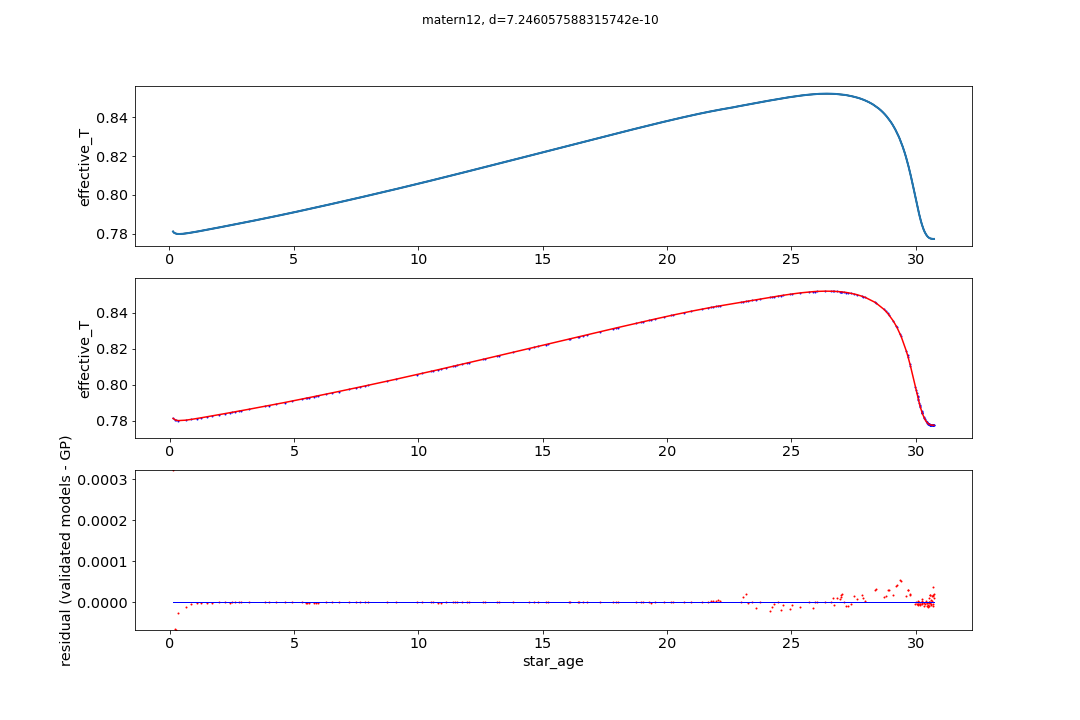 matern12, d=7.246057588315742e-10
effective_T
0.84
0.82
0.80
0.78
0 5 10 15 20 25 30
effective_T
0.84
0.82
0.80
0.78
0 5 10 15 20 25 30
residual (validated models - GP)
0.0003
0.0002
0.0001
0.0000
0 5 10 15 20 25 30
star_age